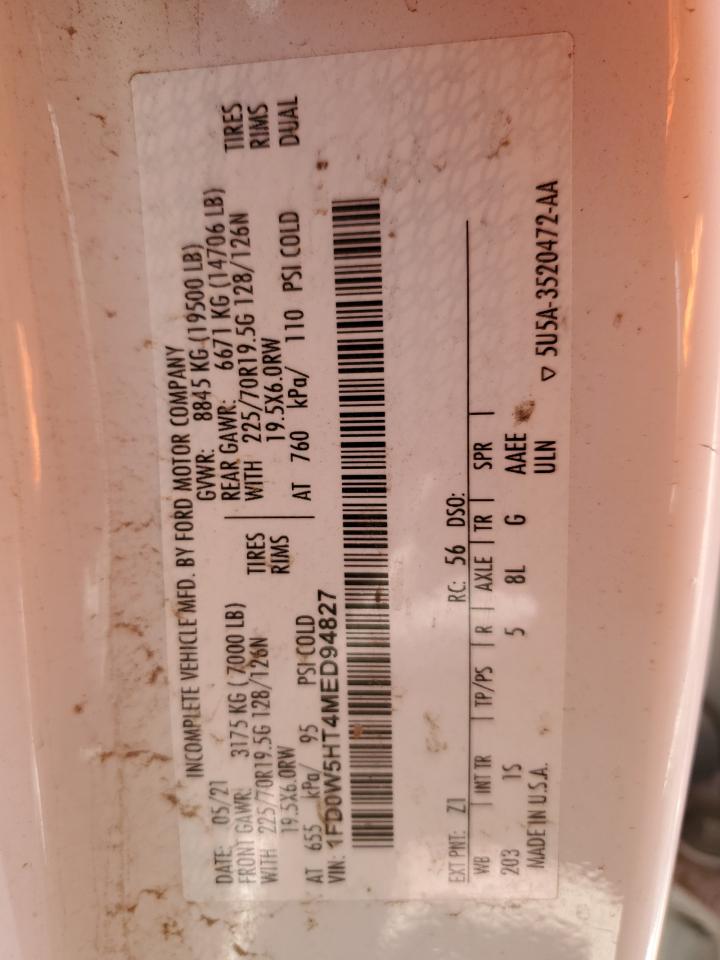 INCOMPLETE VEHICLE MFD. BY FORD MOTOR COMPANY
DATE: 05/21 GVWR: 8845 KG (19500 LB)
FRONT GAWR: 3175 KG ( 7000 LB) REAR GAWR: 6671 KG (14706 LB)
WITH 225/70R19.5G 128/126N TIRES WITH 225/70R19.5G 128/126N TIRES
19.5X6.0RW RIMS 19.5X6.0RW RIMS
AT 655 kPa/ 95 PSI COLD AT 760 kPa/ 110 PSI COLD DUAL
VIN: 1FD0W5HT4MED94827
EXT PNT: Z1 RC: 56 DSO:
WB INT TR TP/PS R AXLE TR SPR
203 1S 5 8L G AAEE
MADE IN U.S.A. ULN ▽ 5U5A-3520472-AA